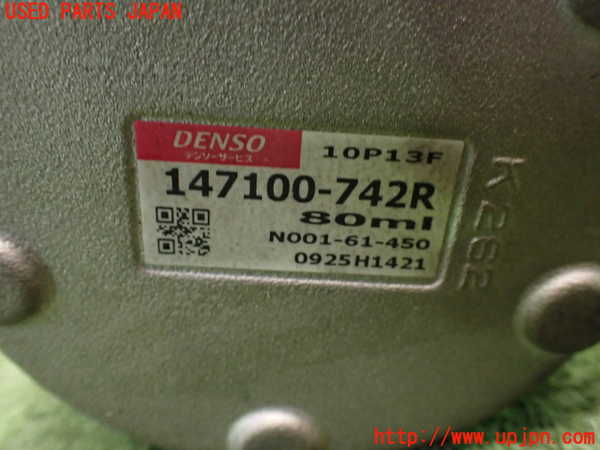 USED PARTS JAPAN
DENSO 10P13F
デンソーサービス
147100-742R
80ml
N001-61-450
0925H1421
K262
http://www.upjpn.com/